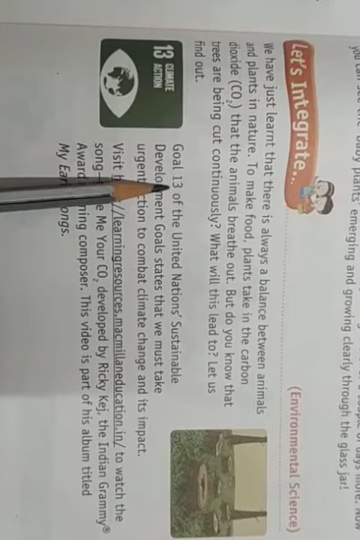 you can
baby plants emerging and growing clearly through the glass jar!
Let's Integrate...
(Environmental Science)
We have just learnt that there is always a balance between animals
and plants in nature. To make food, plants take in the carbon
dioxide (CO₂) that the animals breathe out. But do you know that
trees are being cut continuously? What will this lead to? Let us
find out.
13 CLIMATE
ACTION
Goal 13 of the United Nations' Sustainable
Development Goals states that we must take
urgent action to combat climate change and its impact.
Visit //learningresources.macmillaneducation.in/ to watch the
song— Me Your CO₂ developed by Ricky Kej, the Indian Grammy®
Award composer. This video is part of his album titled
My Songs.